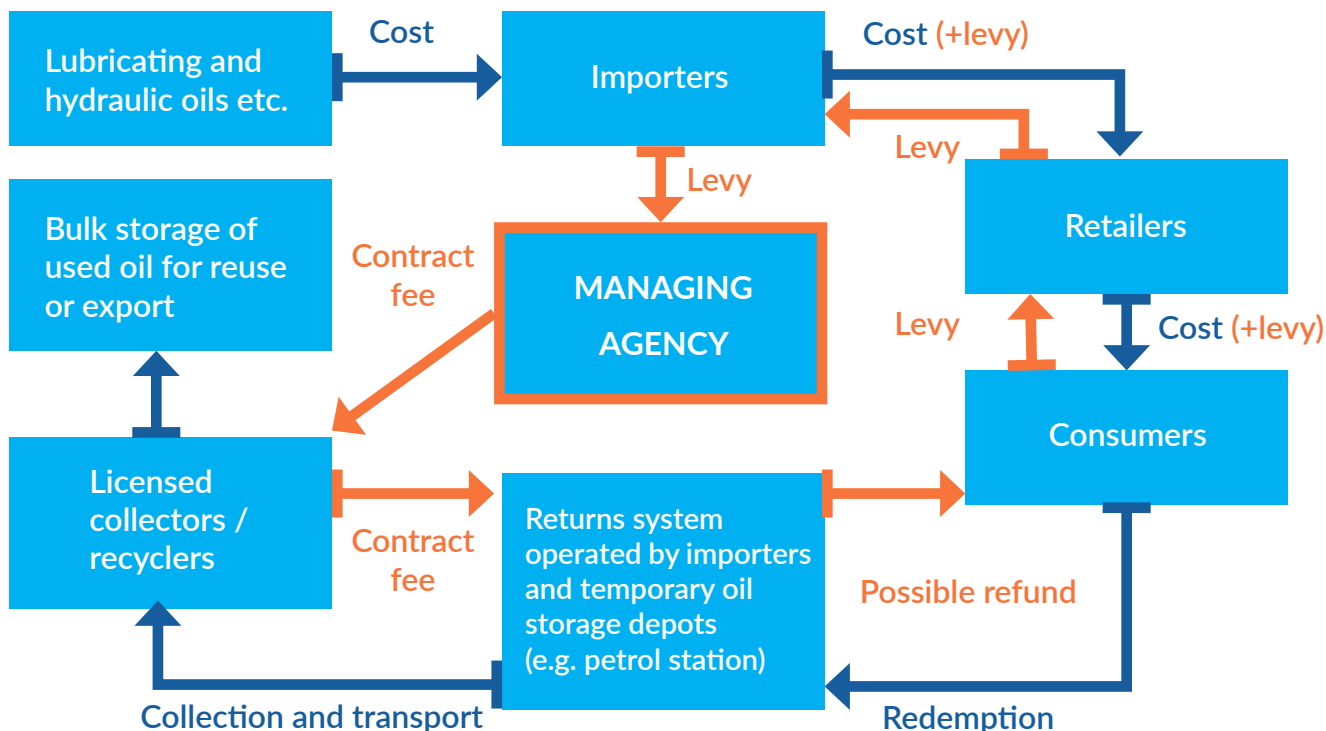 Lubricating and
hydraulic oils etc.
Cost
Importers
Cost (+levy)
Levy
Levy
Retailers
Bulk storage of
used oil for reuse
or export
Contract
fee
MANAGING
AGENCY
Levy
Cost (+levy)
Consumers
Licensed
collectors /
recyclers
Contract
fee
Returns system
operated by importers
and temporary oil
storage depots
(e.g. petrol station)
Possible refund
Collection and transport
Redemption